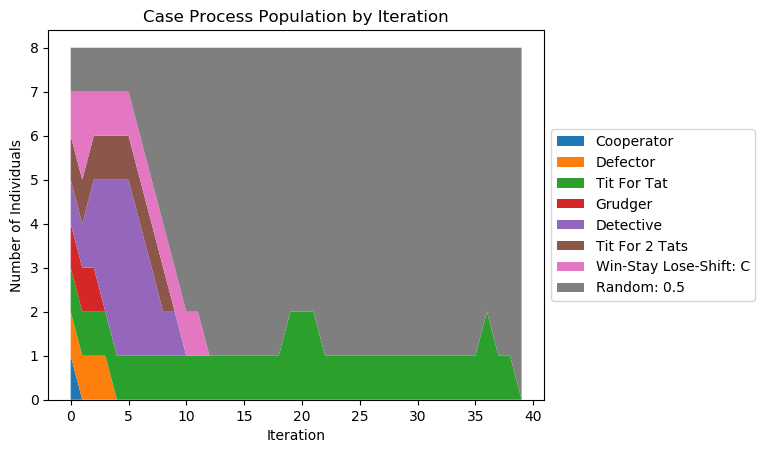 Case Process Population by Iteration
Number of Individuals
8
7
6
5
4
3
2
1
0
0 5 10 15 20 25 30 35 40
Iteration
Cooperator
Defector
Tit For Tat
Grudger
Detective
Tit For 2 Tats
Win-Stay Lose-Shift: C
Random: 0.5